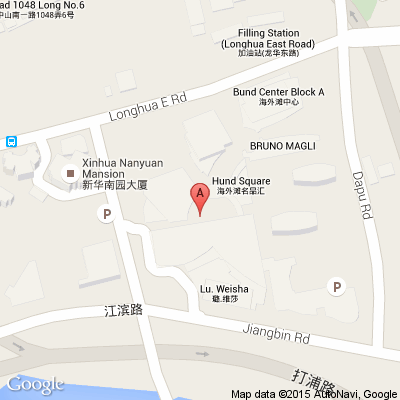 ad 1048 Long No.6
中山南一路1048弄6号
Filling Station
(Longhua East Road)
加油站(龙华东路)
Longhua E Rd
Bund Center Block A
海外滩中心
BRUNO MAGLI
Xinhua Nanyuan
Mansion
新华南园大厦
Hund Square
海外滩名品汇
A
P
Dapu Rd
Lu. Weisha
璐.维莎
P
江滨路
Jiangbin Rd
打浦路
Google
Map data ©2015 AutoNavi, Google